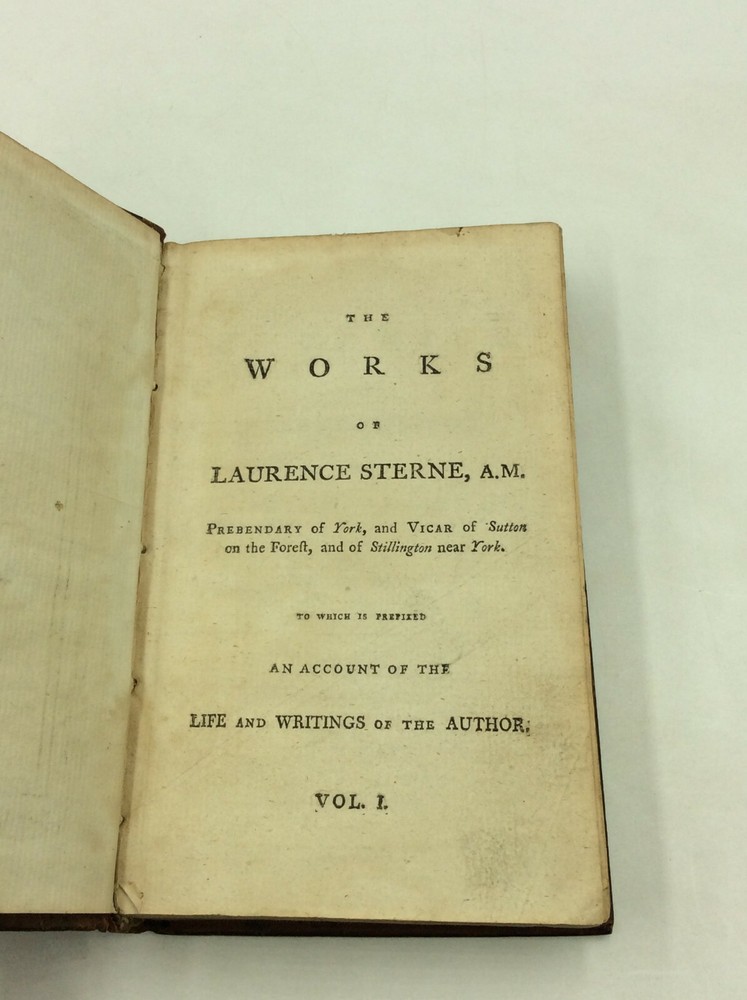 THE
WORKS
OF
LAURENCE STERNE, A.M.
PREBENDARY of York, and VICAR of Sutton
on the Foreſt, and of Stillington near York.
TO WHICH IS PREFIXED
AN ACCOUNT OF THE
LIFE AND WRITINGS OF THE AUTHOR.
VOL. I.